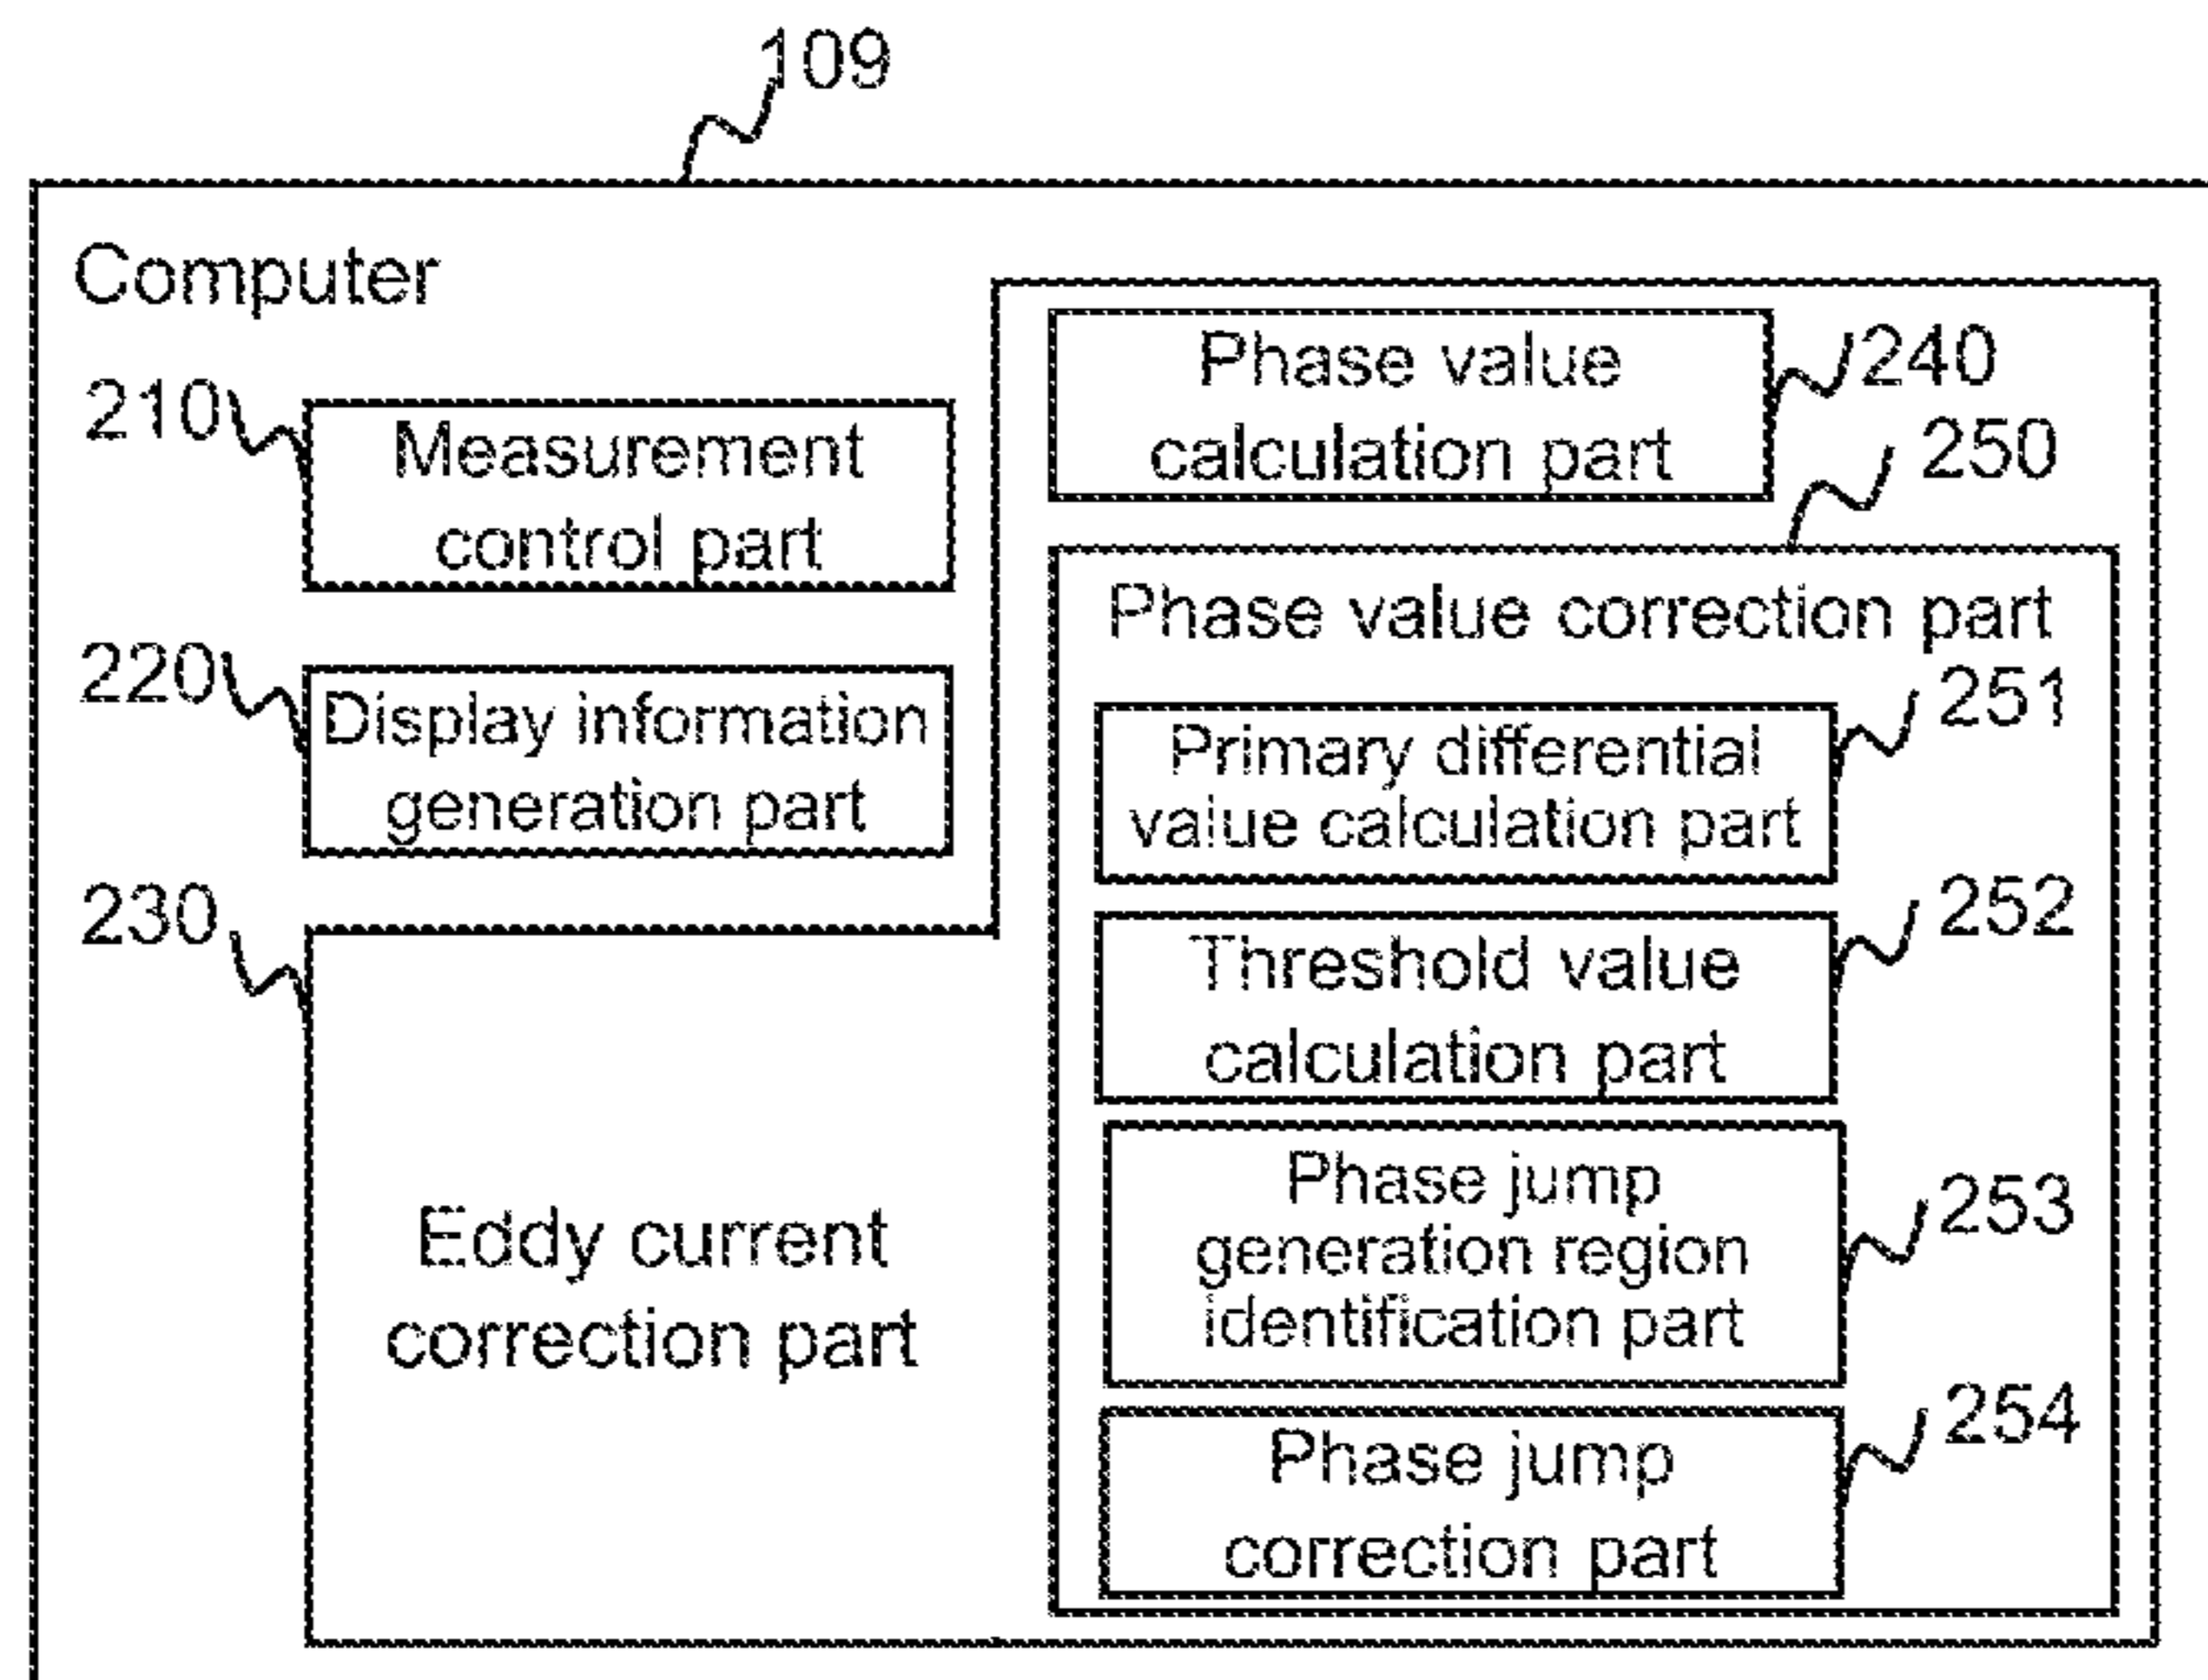 109
Computer
210
Measurement
control part
220
Display information
generation part
230
Eddy current
correction part
Phase value
calculation part
240
250
Phase value correction part
Primary differential
value calculation part
251
Threshold value
calculation part
252
Phase jump
generation region
identification part
253
Phase jump
correction part
254